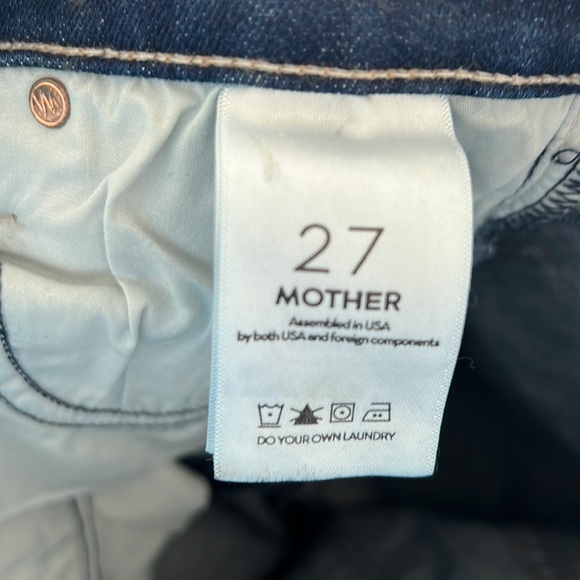 27
MOTHER
Assembled in USA
by both USA and foreign components
DO YOUR OWN LAUNDRY